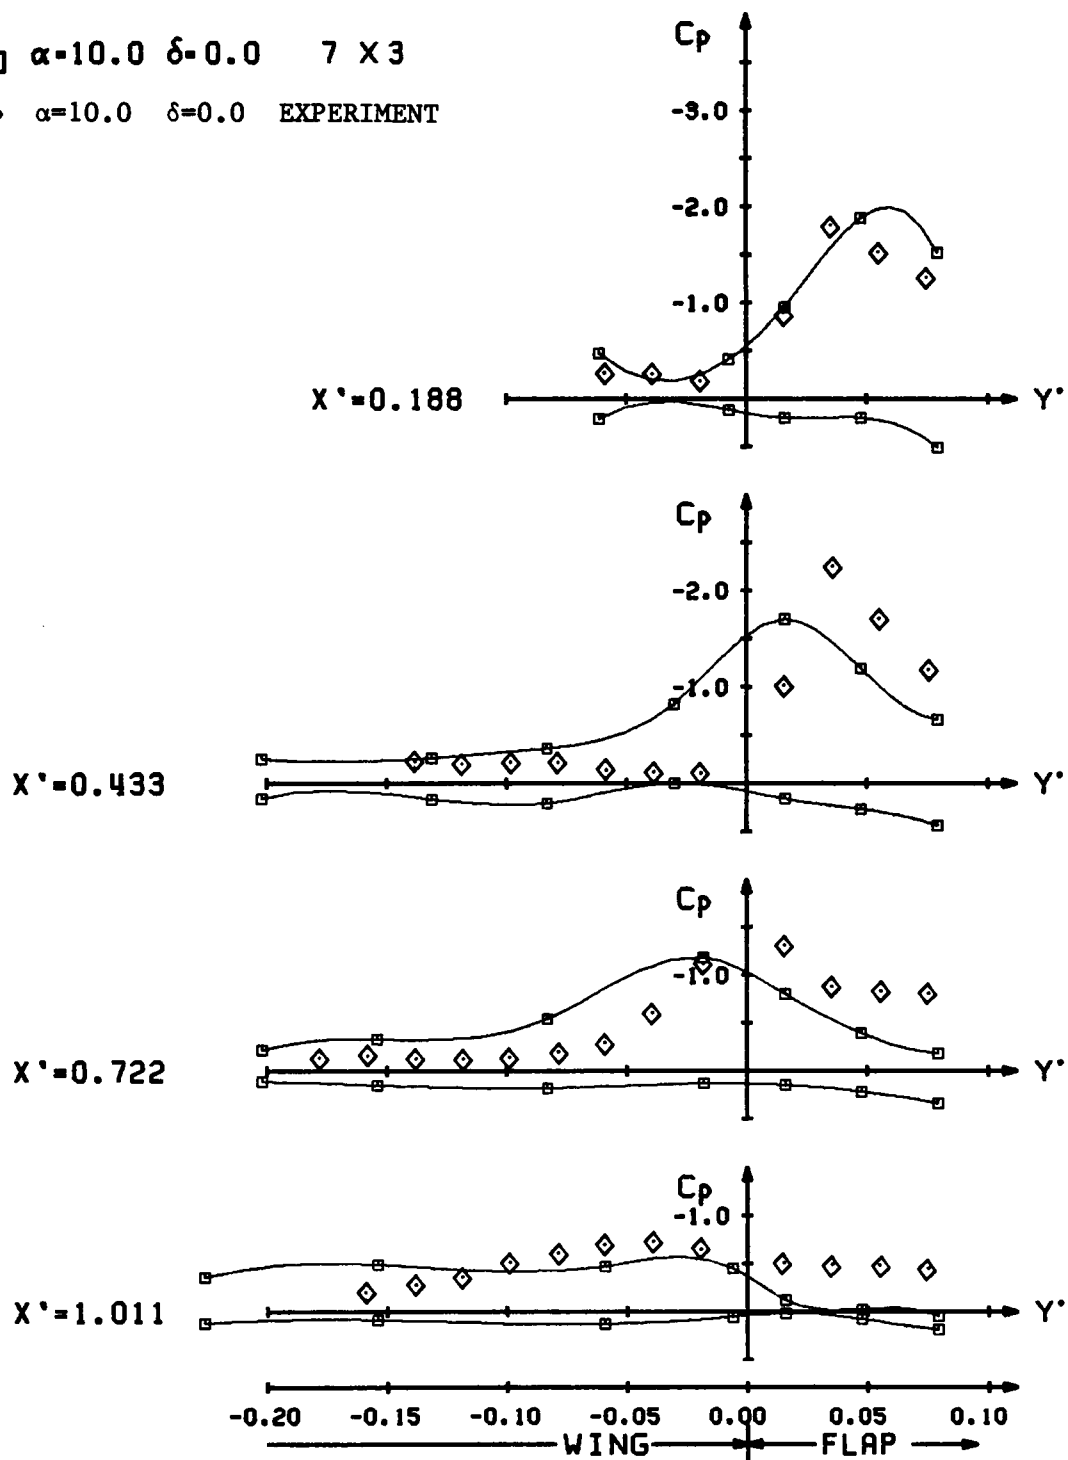 α=10.0 δ=0.0 7 X 3
α=10.0 δ=0.0 EXPERIMENT
Cp
-3.0
-2.0
-1.0
X'=0.188
Y'
Cp
-2.0
-1.0
X'=0.433
Y'
Cp
-1.0
X'=0.722
Y'
Cp
-1.0
X'=1.011
Y'
-0.20 -0.15 -0.10 -0.05 0.00 0.05 0.10
WING FLAP